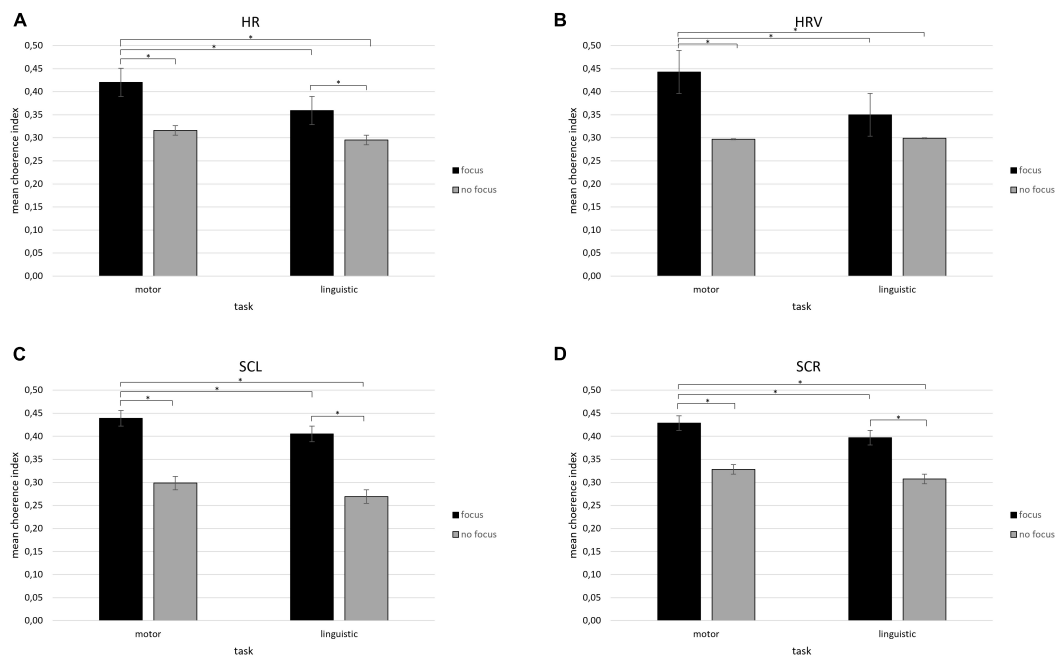 A
HR
*
*
*
*
0,50
0,45
0,40
0,35
0,30
0,25
0,20
0,15
0,10
0,05
0,00
mean choerence index
motor
linguistic
task
focus
no focus
B
HRV
*
*
*
0,50
0,45
0,40
0,35
0,30
0,25
0,20
0,15
0,10
0,05
0,00
mean choerence index
motor
linguistic
task
focus
no focus
C
SCL
*
*
*
*
0,50
0,45
0,40
0,35
0,30
0,25
0,20
0,15
0,10
0,05
0,00
mean choerence index
motor
linguistic
task
focus
no focus
D
SCR
*
*
*
*
0,50
0,45
0,40
0,35
0,30
0,25
0,20
0,15
0,10
0,05
0,00
mean choerence index
motor
linguistic
task
focus
no focus